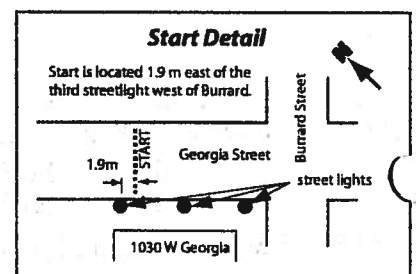 Start Detail
Start is located 1.9 m east of the
third streetlight west of Burrard.
Burrard Street
START
1.9m
Georgia Street
street lights
1030 W Georgia
N